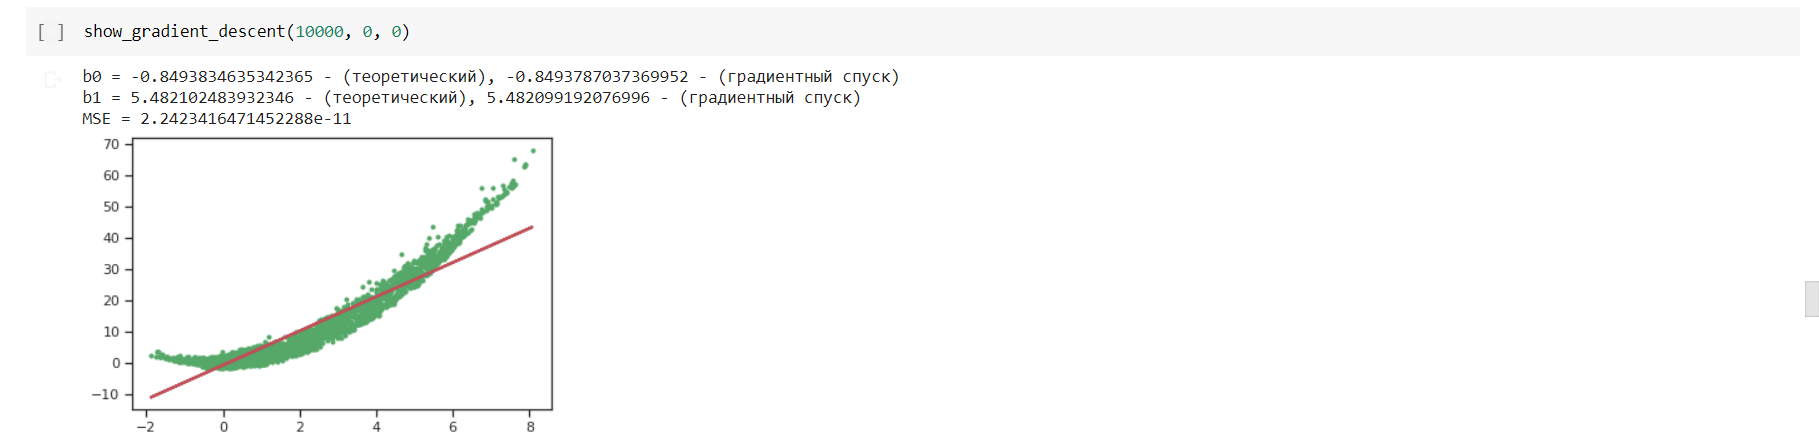 [ ] show_gradient_descent(10000, 0, 0)
b0 = -0.8493834635342365 - (теоретический), -0.8493787037369952 - (градиентный спуск)
b1 = 5.482102483932346 - (теоретический), 5.482099192076996 - (градиентный спуск)
MSE = 2.2423416471452288e-11
70
60
50
40
30
20
10
0
−10
−2 0 2 4 6 8